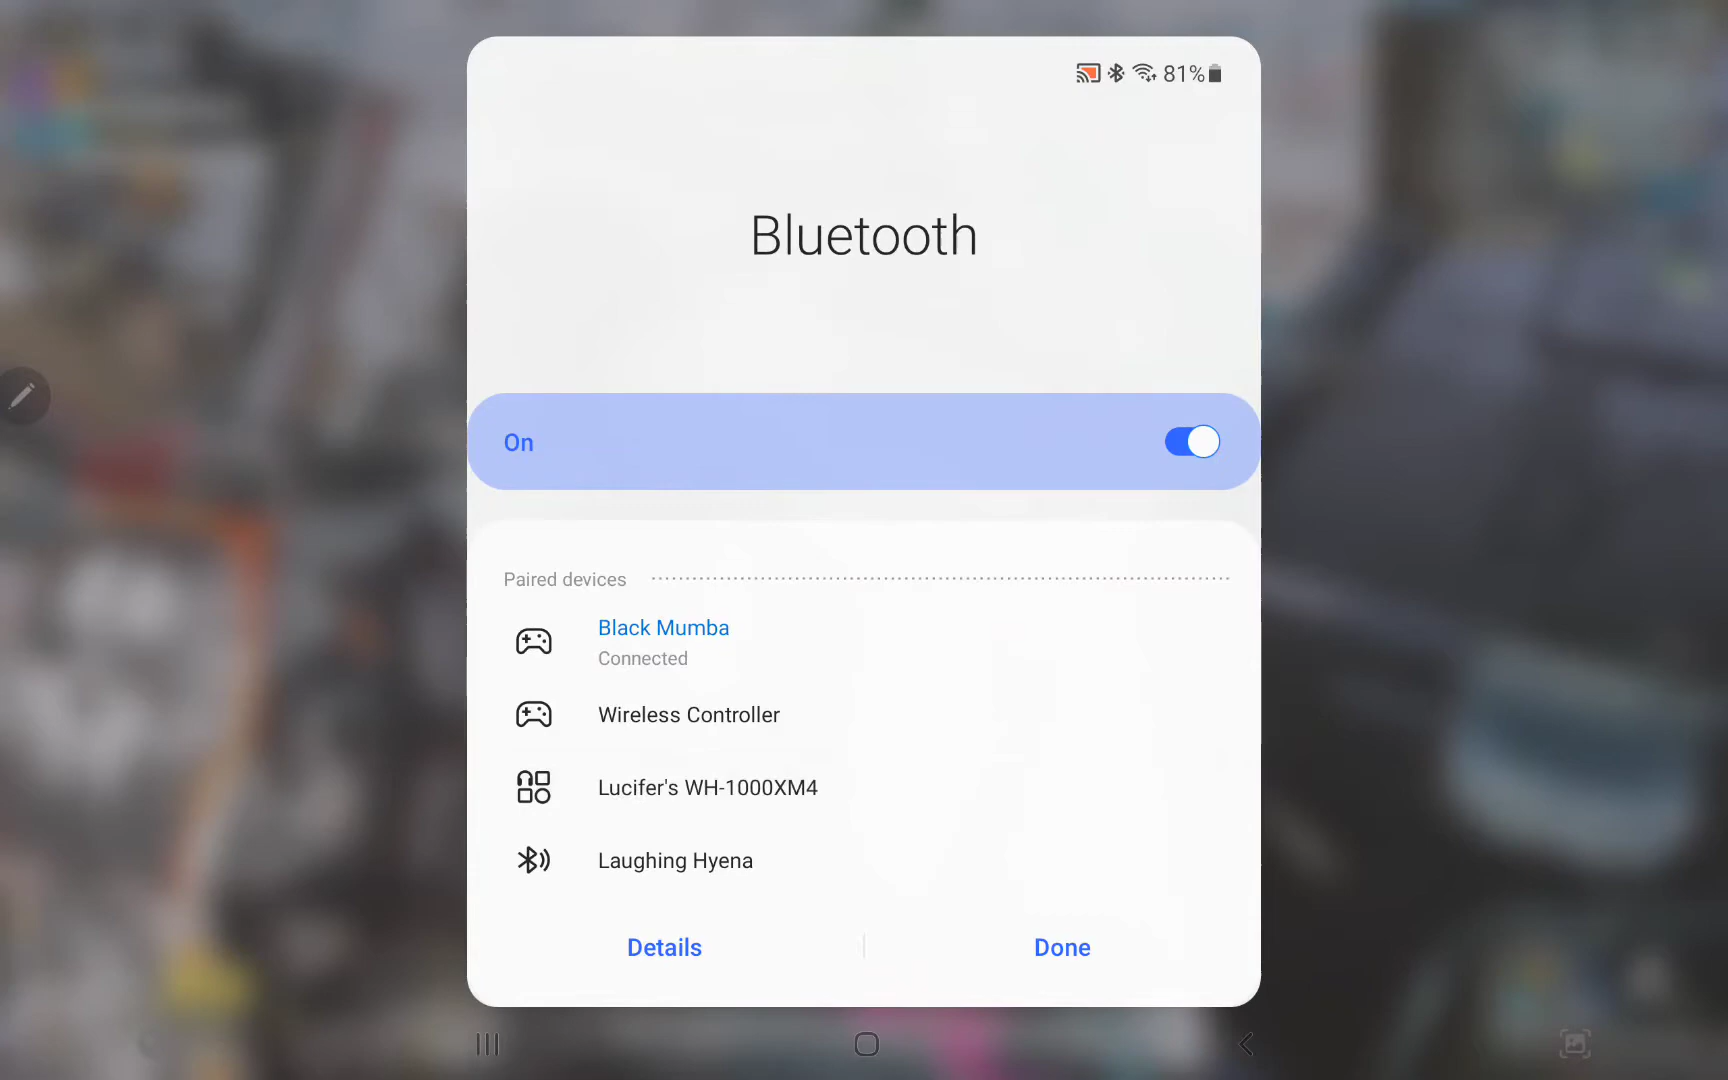 81%
Bluetooth
On
Paired devices
Black Mumba
Connected
Wireless Controller
Lucifer's WH-1000XM4
Laughing Hyena
Details
Done